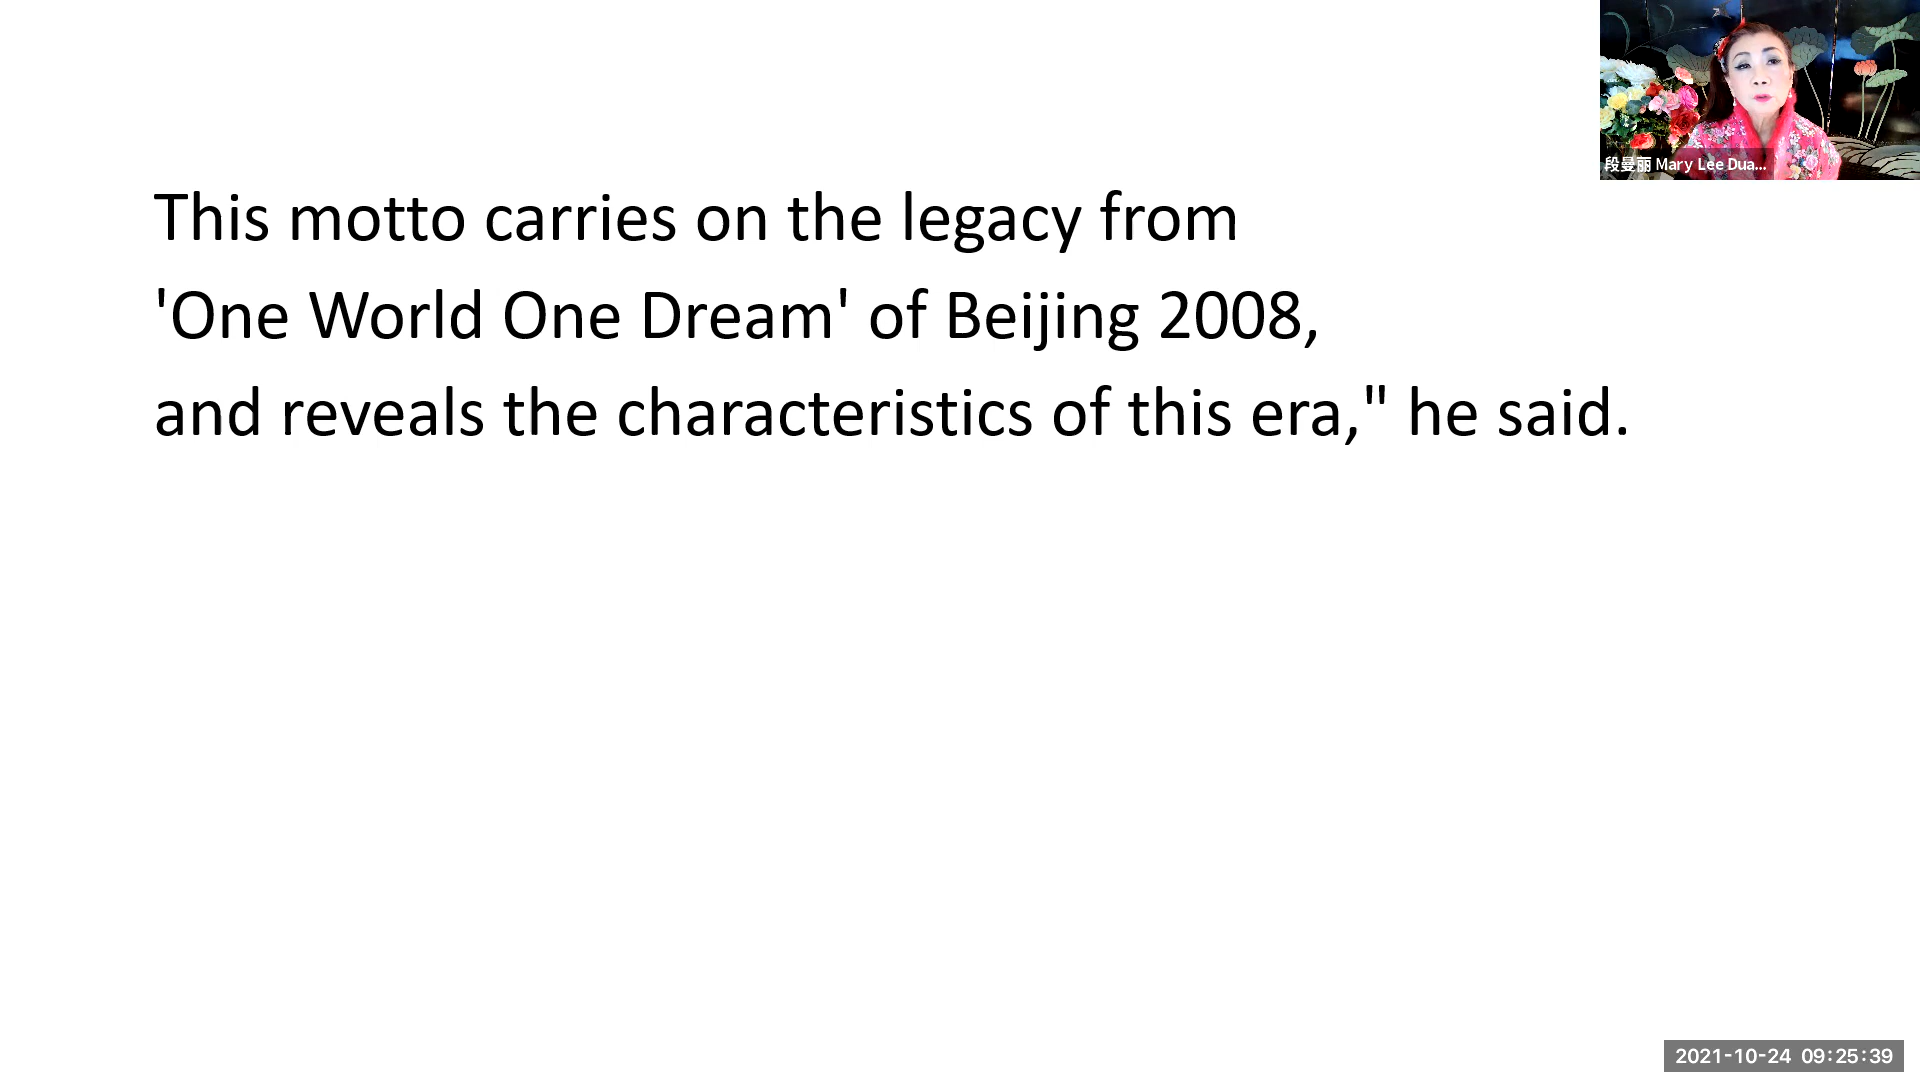 段曼丽 Mary Lee Dua...
This motto carries on the legacy from
'One World One Dream' of Beijing 2008,
and reveals the characteristics of this era," he said.
2021-10-24 09:25:39